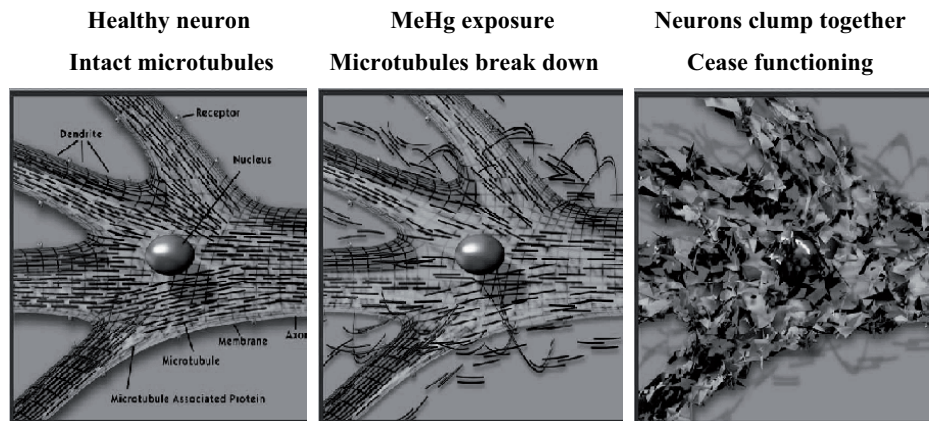 Healthy neuron
Intact microtubules
MeHg exposure
Microtubules break down
Neurons clump together
Cease functioning
Receptor
Dendrite
Nucleus
Membrane
Microtubule
Microtubule Associated Protein